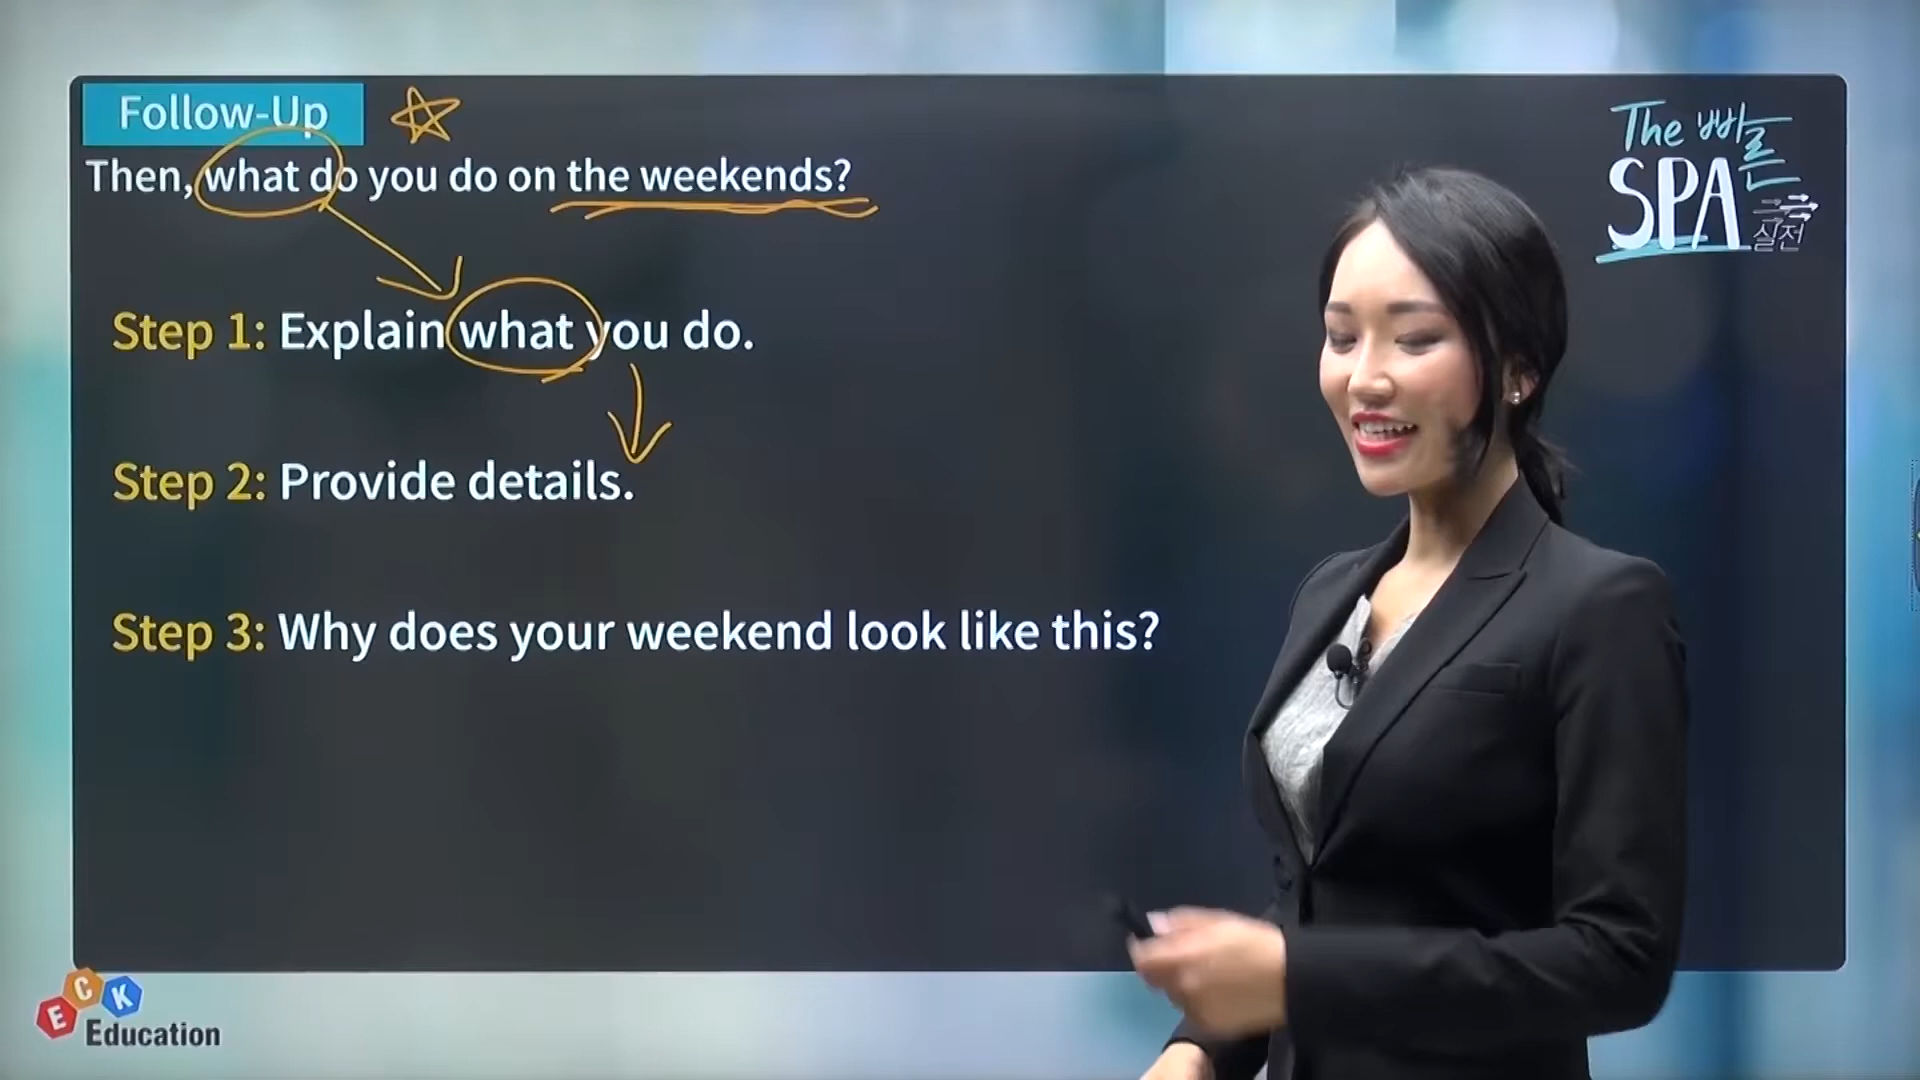 Follow-Up
Then, what do you do on the weekends?
Step 1: Explain what you do.
Step 2: Provide details.
Step 3: Why does your weekend look like this?
The 빠른
SPA
실전
ECK
Education